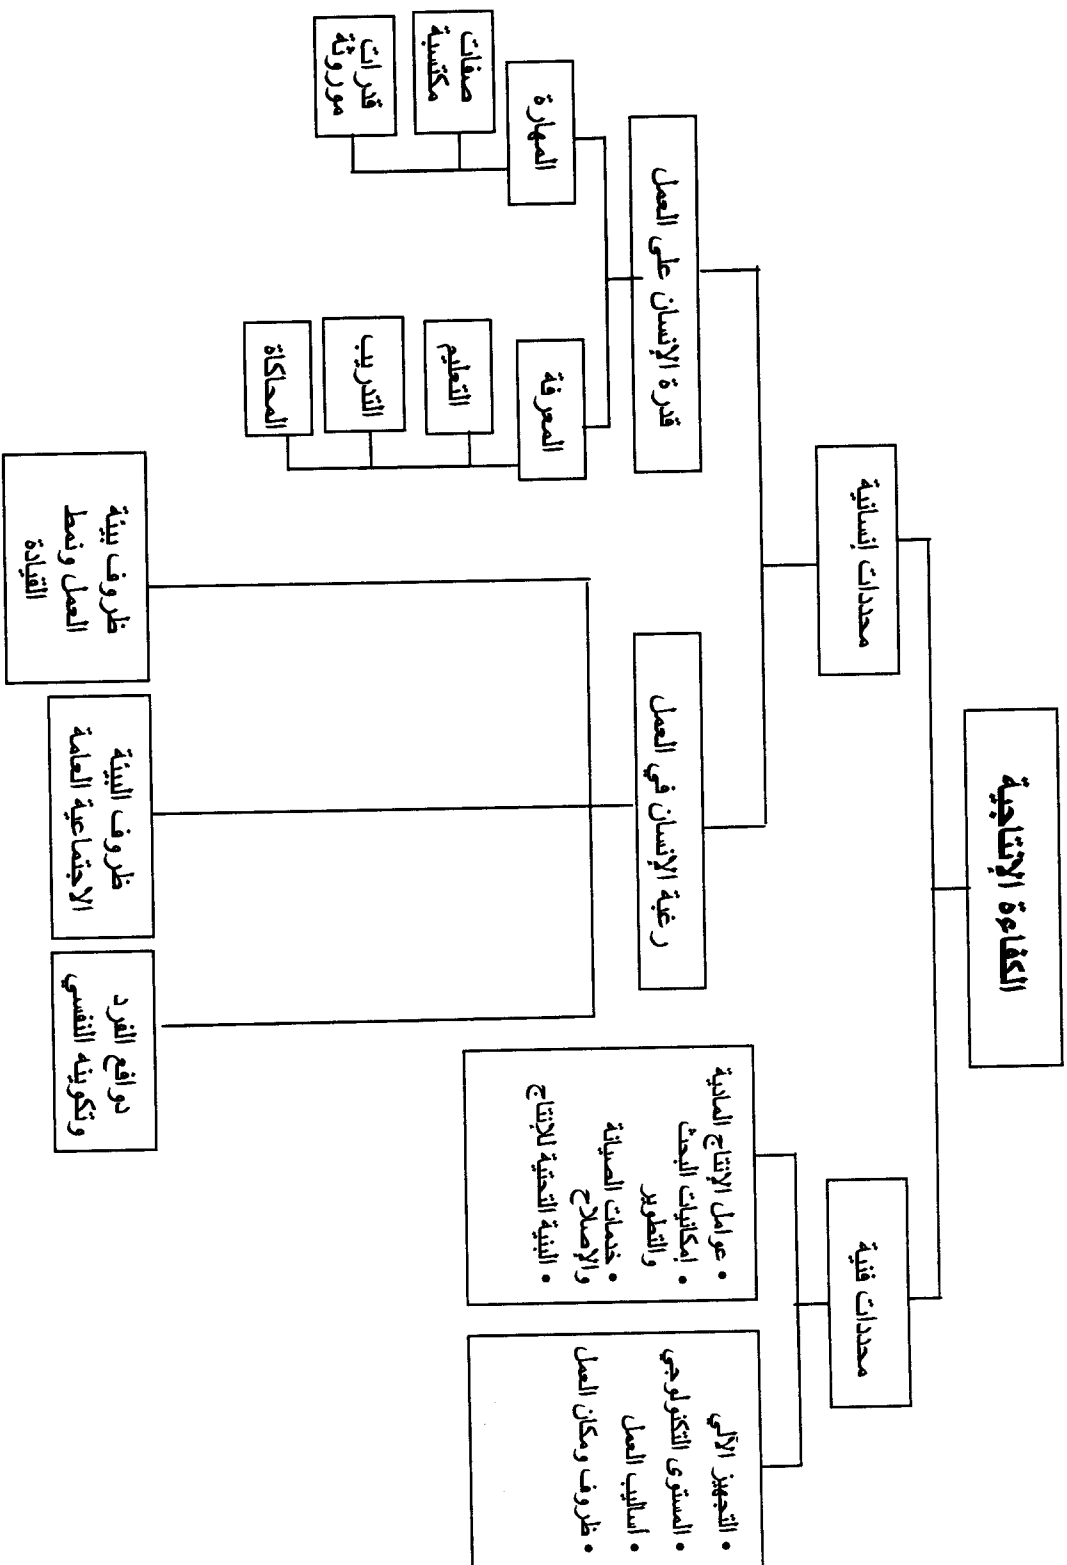 الكفاءة الإنتاجية
محددات فنية
محددات إنسانية
• التجهيز الآلي
• المستوى التكنولوجي
• أساليب العمل
• ظروف ومكان العمل
• عوامل الإنتاج المادية
• إمكانيات البحث
والتطوير
• خدمات الصيانة
والإصلاح
• البنية التحتية للإنتاج
رغبة الإنسان في العمل
قدرة الإنسان على العمل
المعرفة
التعليم
التدريب
المحاكاة
المهارة
صفات
مكتسبة
قدرات
موروثة
دوافع الفرد
وتكوينه النفسي
ظروف البيئة
الاجتماعية العامة
ظروف بيئة
العمل ونمط
القيادة